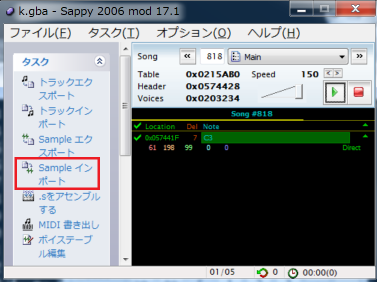 k.gba - Sappy 2006 mod 17.1
ファイル(F) タスク(T) オプション(O) ヘルプ(H)
タスク
トラックエク
スポート
トラックイン
ポート
Sample エク
スポート
Sample イン
ポート
.sをアセンブル
する
MIDI 書き出し
ボイステーブ
ル編集
Song 818 Main
Table 0x0215AB0 Speed 150
Header 0x0574428
Voices 0x0203234
Song #818
Location Del Note
0x057441F 7 C3
61 198 99 0 0 Direct
01/05 0 00:00(0)